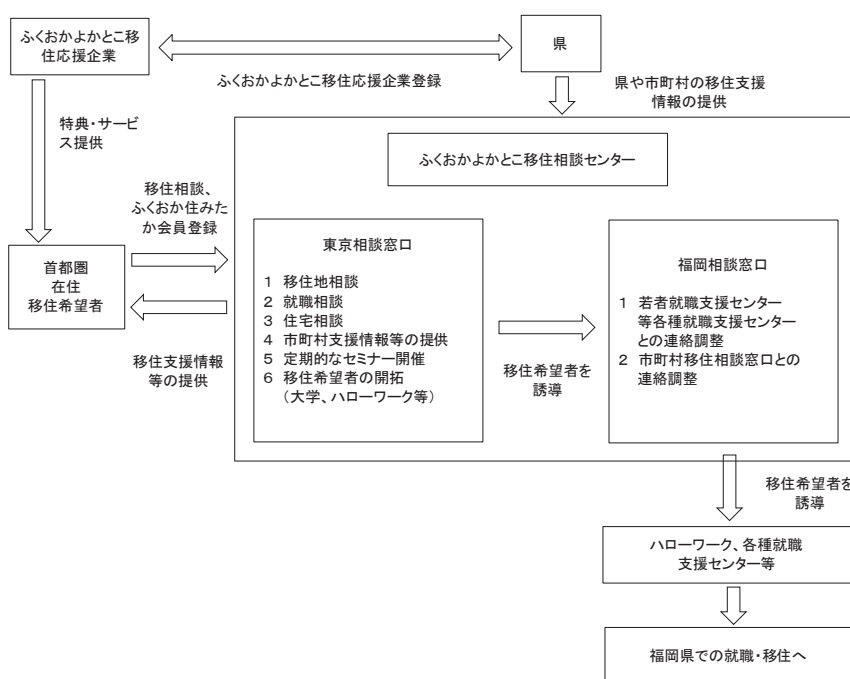 ふくおかよかとこ移
住応援企業
県
ふくおかよかとこ移住応援企業登録
県や市町村の移住支援
情報の提供
特典・サービ
ス提供
ふくおかよかとこ移住相談センター
移住相談、
ふくおか住みた
か会員登録
首都圏
在住
移住希望者
移住支援情報
等の提供
東京相談窓口
1 移住地相談
2 就職相談
3 住宅相談
4 市町村支援情報等の提供
5 定期的なセミナー開催
6 移住希望者の開拓
（大学、ハローワーク等）
移住希望者を
誘導
福岡相談窓口
1 若者就職支援センター
等各種就職支援センター
との連絡調整
2 市町村移住相談窓口との
連絡調整
移住希望者を
誘導
ハローワーク、各種就職
支援センター等
福岡県での就職・移住へ